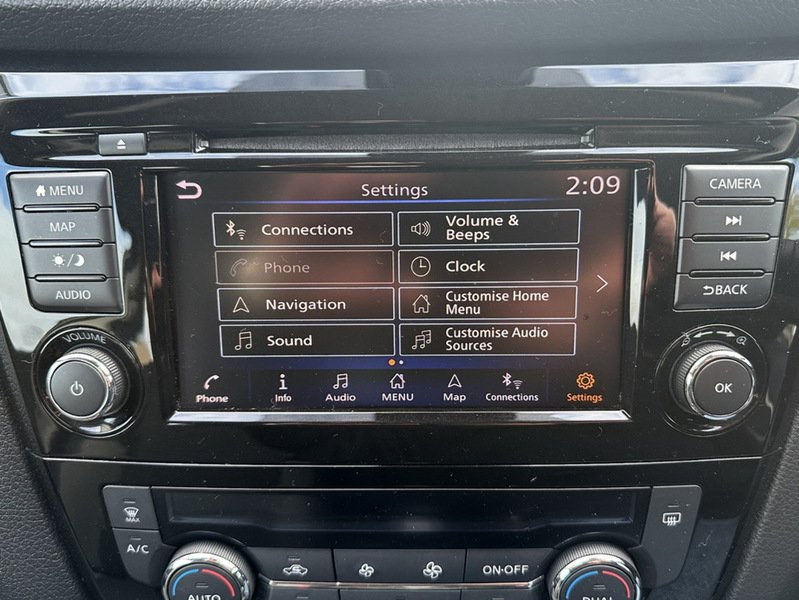 MENU
MAP
AUDIO
VOLUME
Settings 2:09
Connections
Volume &
Beeps
Phone
Clock
Navigation
Customise Home
Menu
Sound
Customise Audio
Sources
Phone
Info
Audio
MENU
Map
Connections
Settings
CAMERA
BACK
OK
MAX
A/C
AUTO
ON·OFF
DUAL